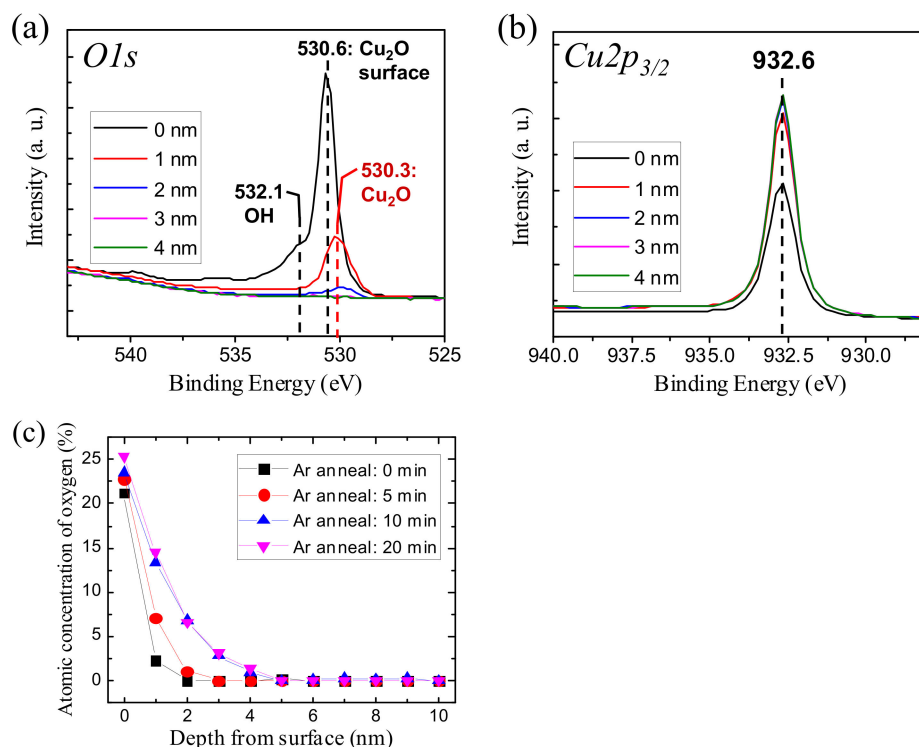 (a)
O1s
530.6: Cu₂O
surface
0 nm
1 nm
2 nm
3 nm
4 nm
532.1
OH
530.3:
Cu₂O
Intensity (a. u.)
540
535
530
525
Binding Energy (eV)
(b)
Cu2p₃/₂
932.6
0 nm
1 nm
2 nm
3 nm
4 nm
Intensity (a. u.)
940.0
937.5
935.0
932.5
930.0
Binding Energy (eV)
(c)
Atomic concentration of oxygen (%)
25
20
15
10
5
0
Ar anneal: 0 min
Ar anneal: 5 min
Ar anneal: 10 min
Ar anneal: 20 min
0
2
4
6
8
10
Depth from surface (nm)